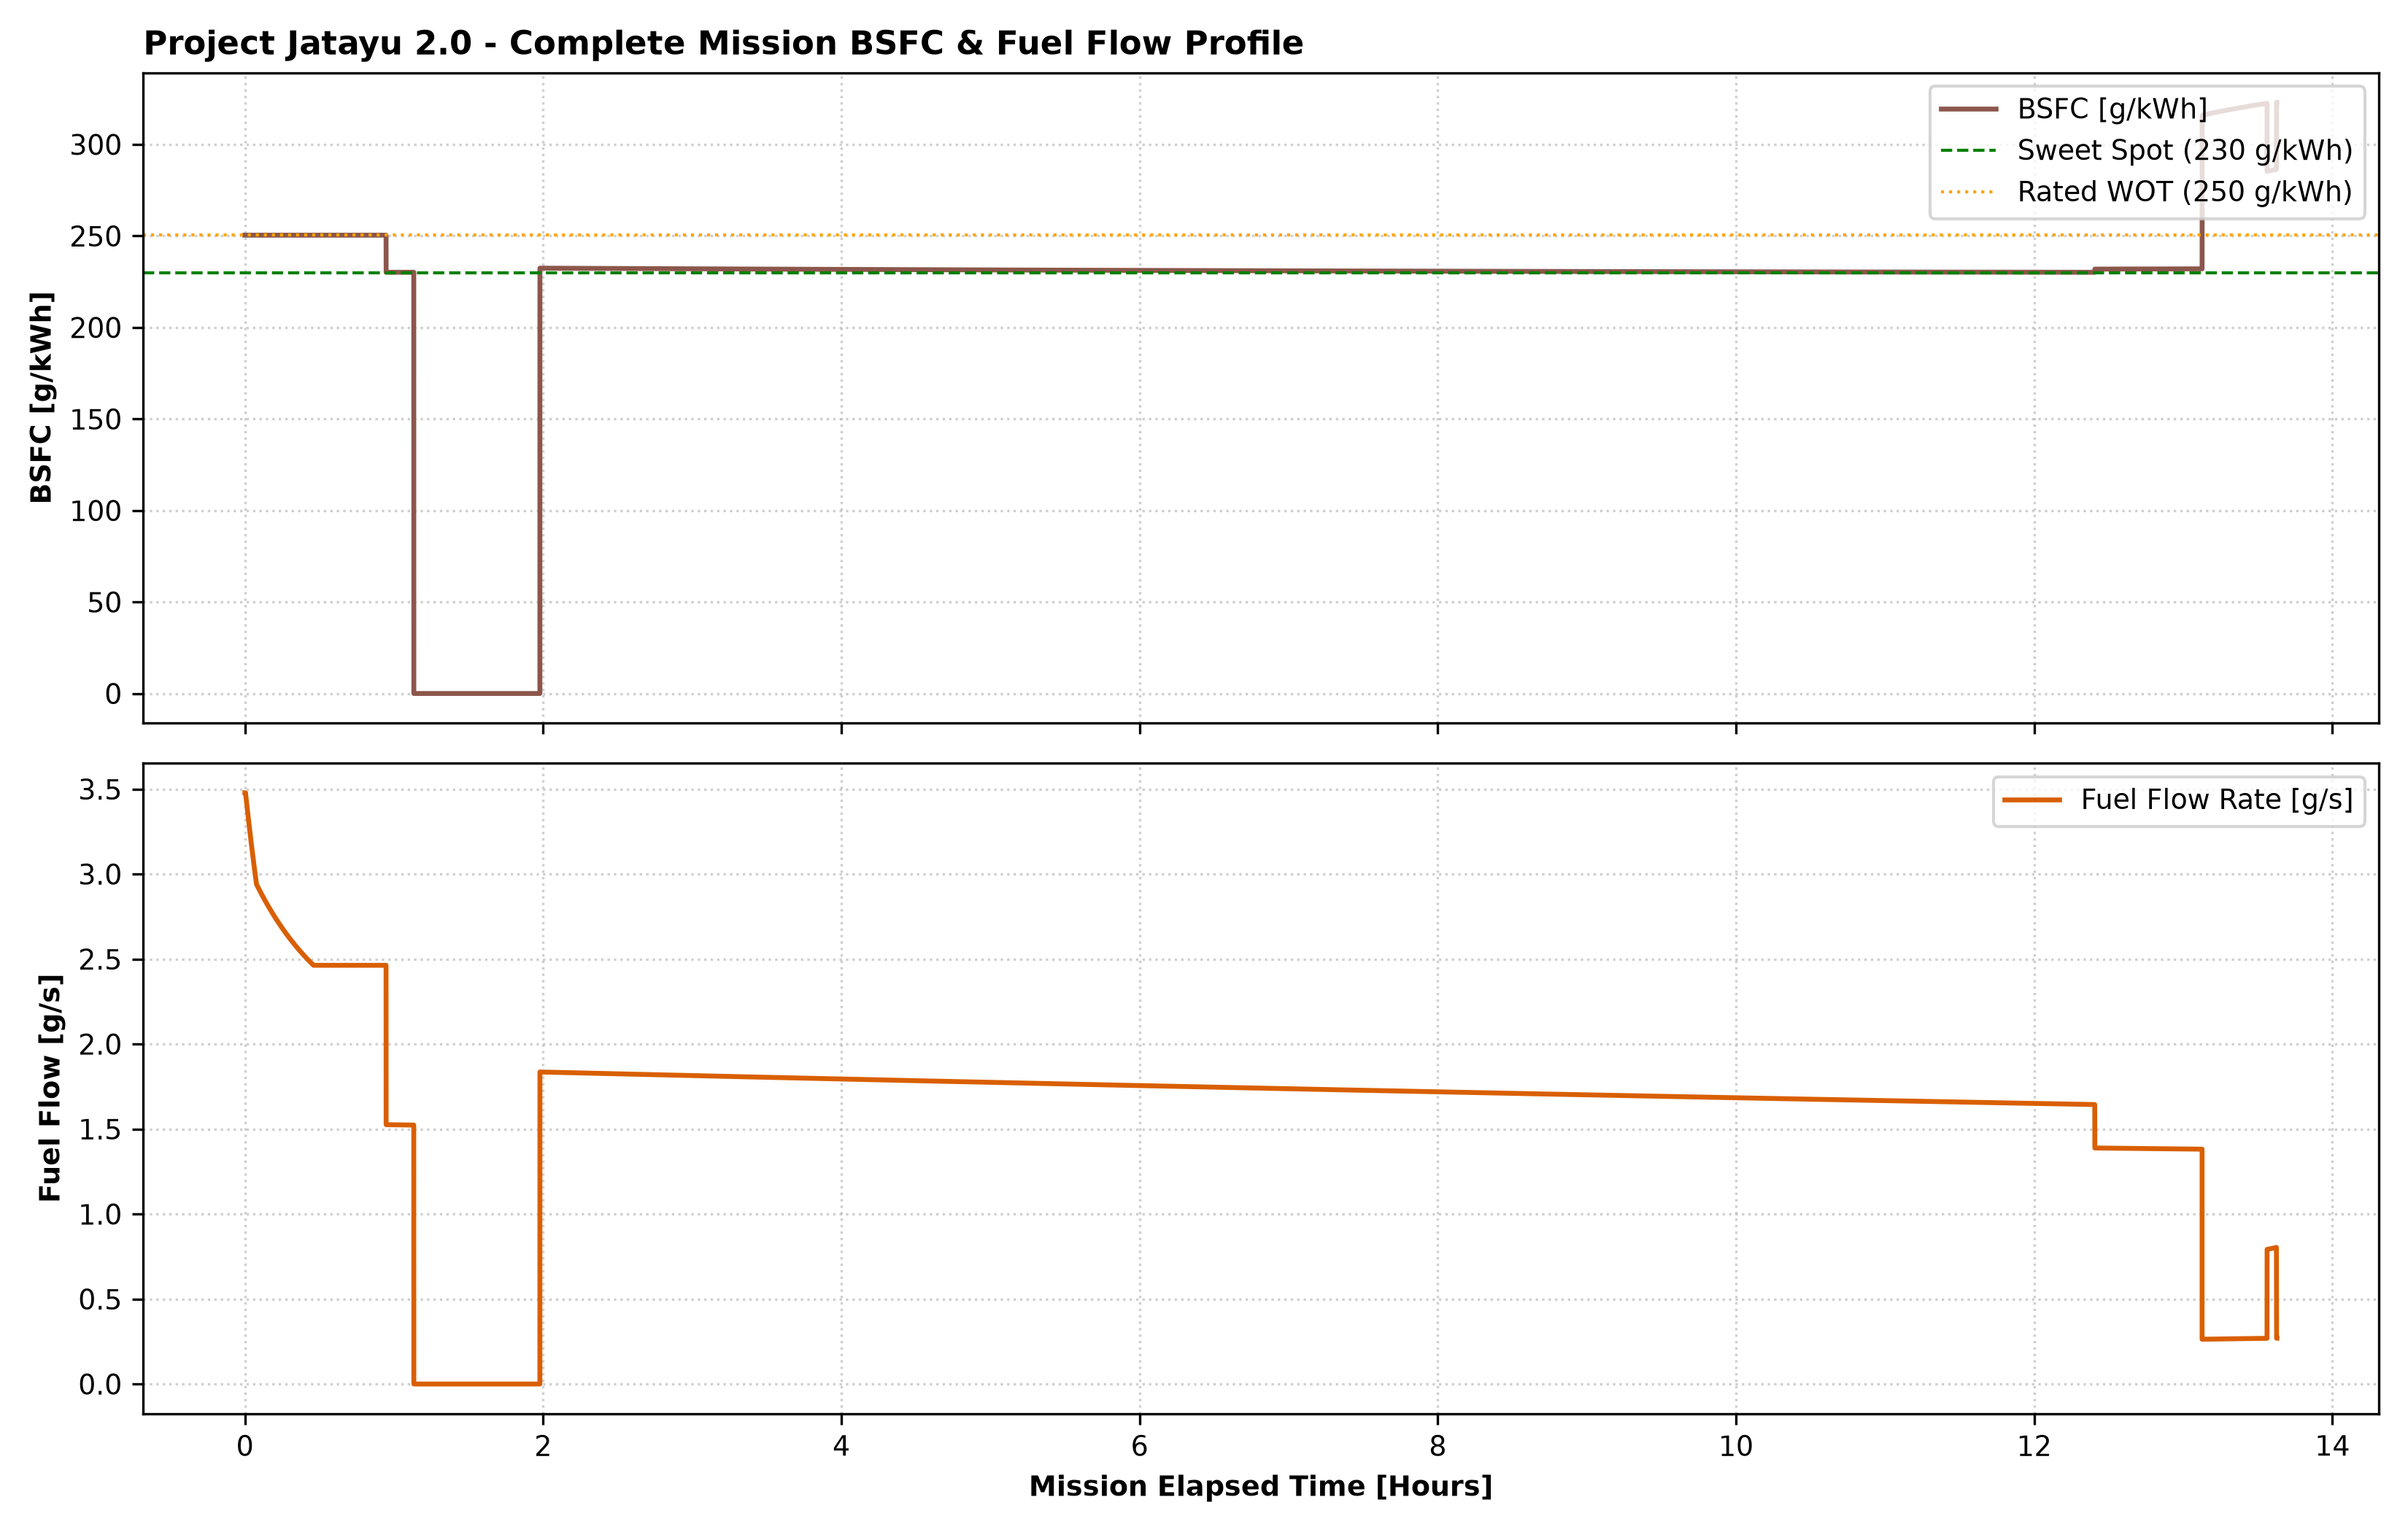 Project Jatayu 2.0 - Complete Mission BSFC & Fuel Flow Profile
BSFC [g/kWh]
300
250
200
150
100
50
0
BSFC [g/kWh]
Sweet Spot (230 g/kWh)
Rated WOT (250 g/kWh)
Fuel Flow [g/s]
3.5
3.0
2.5
2.0
1.5
1.0
0.5
0.0
Fuel Flow Rate [g/s]
0 2 4 6 8 10 12 14
Mission Elapsed Time [Hours]